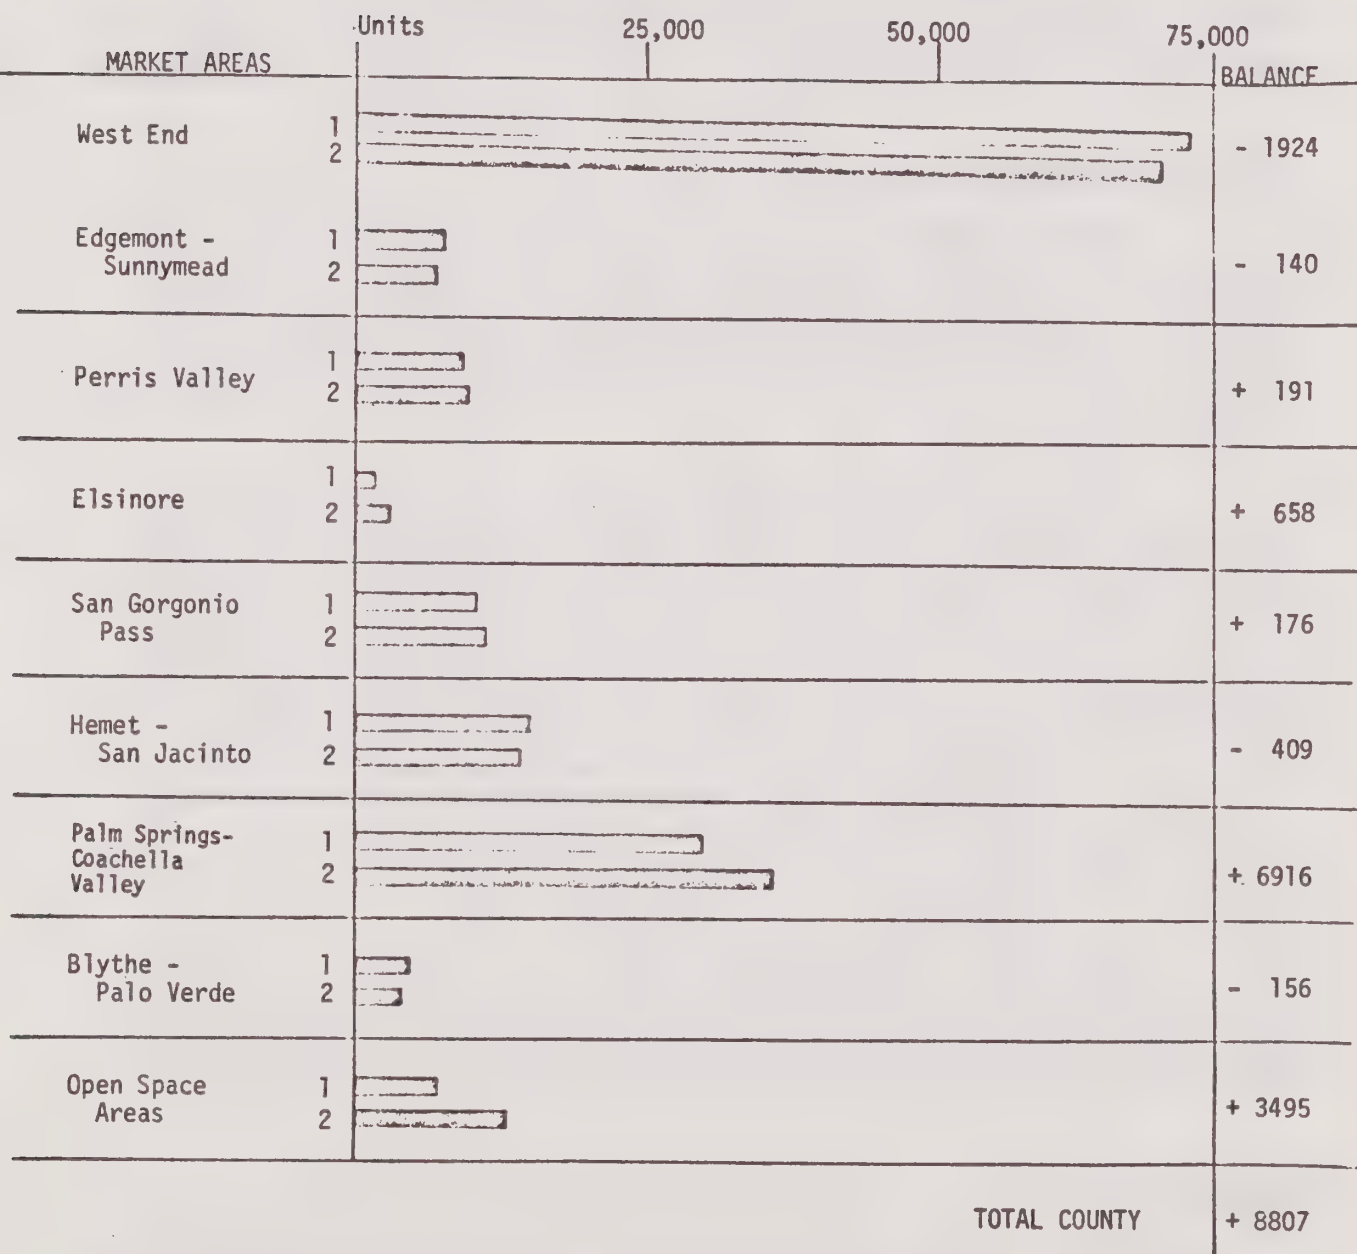 Units 25,000 50,000 75,000
MARKET AREAS BALANCE
West End 1 - 1924
2
Edgemont - 1
Sunnymead 2 - 140
Perris Valley 1
2 + 191
Elsinore 1
2 + 658
San Gorgonio 1
Pass 2 + 176
Hemet - 1
San Jacinto 2 - 409
Palm Springs- 1
Coachella
Valley 2 + 6916
Blythe - 1
Palo Verde 2 - 156
Open Space 1
Areas 2 + 3495
TOTAL COUNTY + 8807